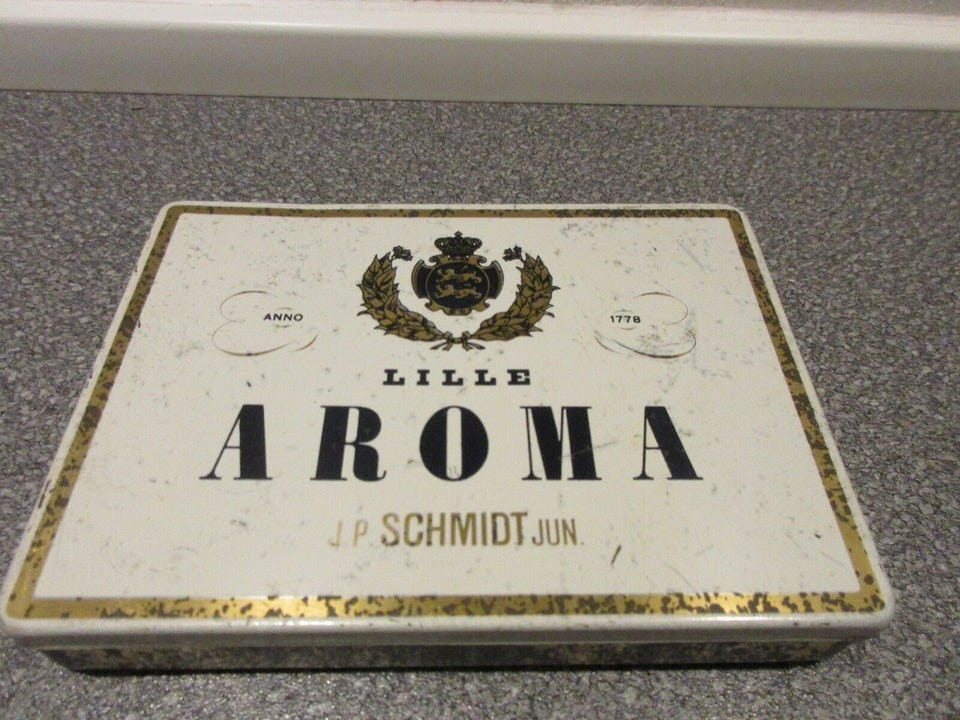 ANNO 1778
LILLE
AROMA
J.P. SCHMIDT JUN.